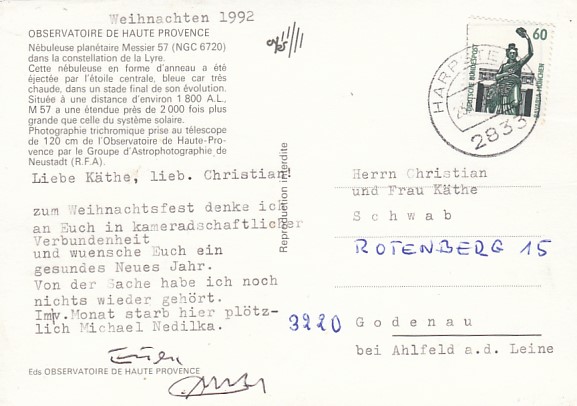 Weihnachten 1992
OBSERVATOIRE DE HAUTE PROVENCE
Nébuleuse planétaire Messier 57 (NGC 6720)
dans la constellation de la Lyre.
Cette nébuleuse en forme d'anneau a été
éjectée par l'étoile centrale, bleue car très
chaude, dans un stade final de son évolution.
Située à une distance d'environ 1 800 A.L.,
M 57 a une étendue près de 2 000 fois plus
grande que celle du système solaire.
Photographie trichromique prise au télescope
de 120 cm de l'Observatoire de Haute-Pro-
vence par le Groupe d'Astrophotographie de
Neustadt (R.F.A.)
Liebe Käthe, lieb. Christian!
zum Weihnachtsfest denke ich
an Euch in kameradschaftlicher
Verbundenheit
und wuensche Euch ein
gesundes Neues Jahr.
Von der Sache habe ich noch
nichts wieder gehört.
Im Monat starb hier plötz-
lich Michael Nedilka.
Euer
Eds OBSERVATOIRE DE HAUTE PROVENCE
Reproduction interdite
60
DEUTSCHE BUNDESPOST
BAVARIA MÜNCHEN
2833
Herrn Christian
und Frau Käthe
Schwab
ROTENBERG 15
3220 Godenau
bei Ahlfeld a.d. Leine